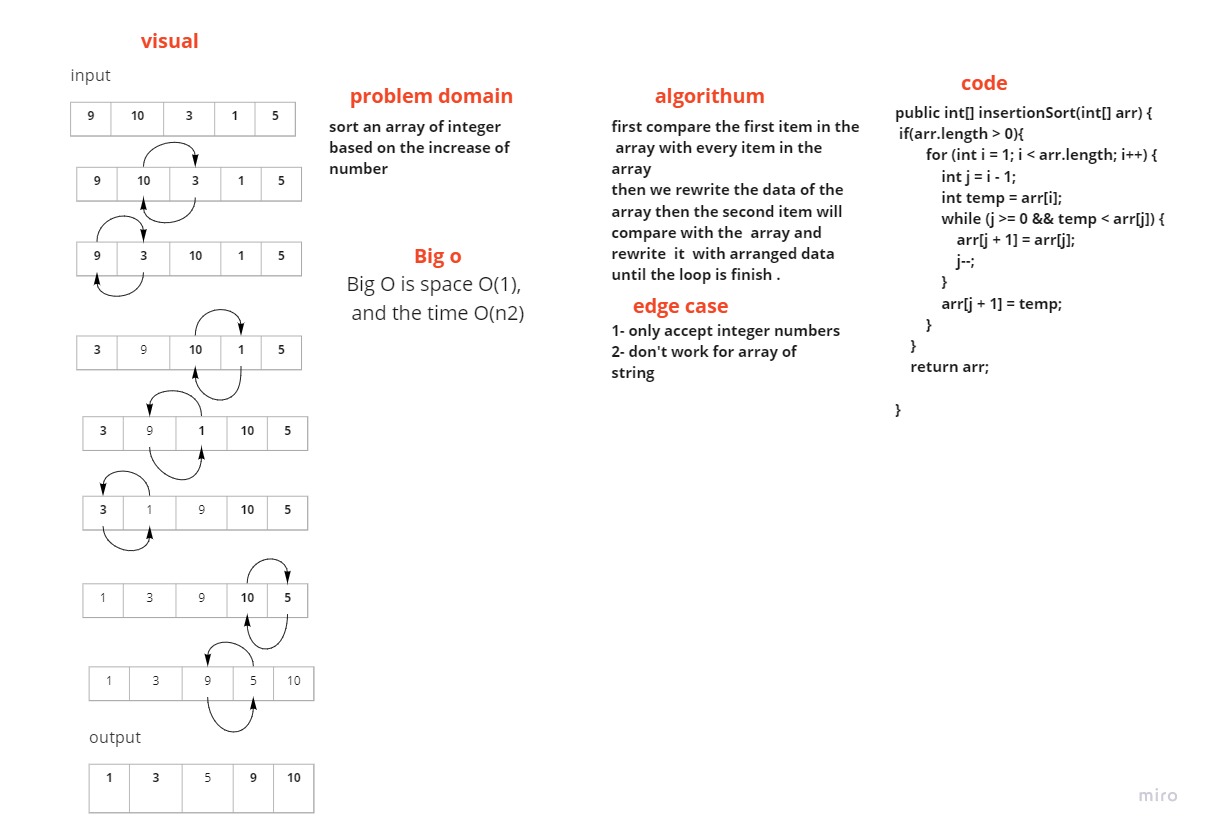 visual
input
9 10 3 1 5
9 10 3 1 5
9 3 10 1 5
3 9 10 1 5
3 9 1 10 5
3 1 9 10 5
1 3 9 10 5
1 3 9 5 10
output
1 3 5 9 10
problem domain
sort an array of integer
based on the increase of
number
Big o
Big O is space O(1),
and the time O(n2)
algorithum
first compare the first item in the
array with every item in the
array
then we rewrite the data of the
array then the second item will
compare with the array and
rewrite it with arranged data
until the loop is finish .
edge case
1- only accept integer numbers
2- don't work for array of
string
code
public int[] insertionSort(int[] arr) {
if(arr.length > 0){
for (int i = 1; i < arr.length; i++) {
int j = i - 1;
int temp = arr[i];
while (j >= 0 && temp < arr[j]) {
arr[j + 1] = arr[j];
j--;
}
arr[j + 1] = temp;
}
}
return arr;
}
miro